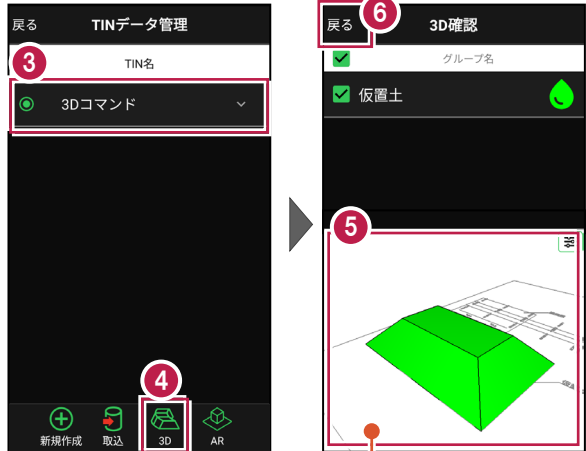 戻る TINデータ管理
TIN名
3
3Dコマンド
4
新規作成 取込 3D AR
6
戻る 3D確認
グループ名
仮置土
5